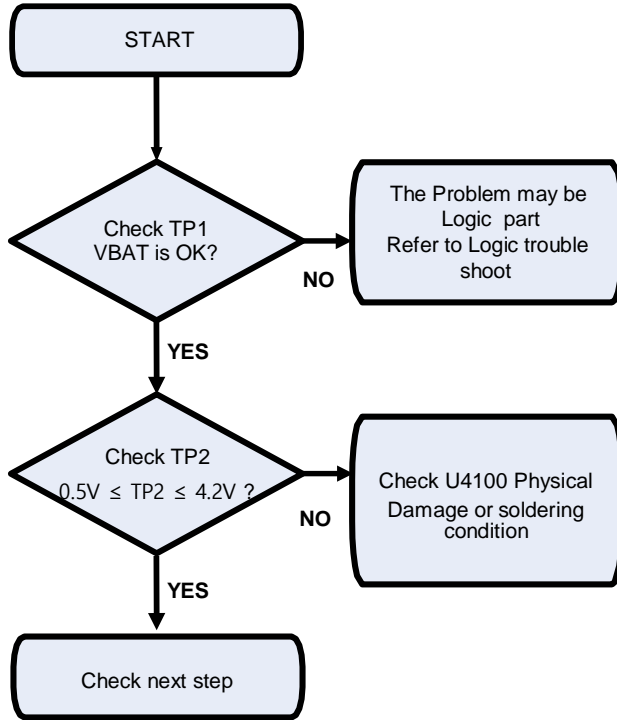 START
Check TP1
VBAT is OK?
NO
The Problem may be
Logic part
Refer to Logic trouble
shoot
YES
Check TP2
0.5V ≤ TP2 ≤ 4.2V ?
NO
Check U4100 Physical
Damage or soldering
condition
YES
Check next step